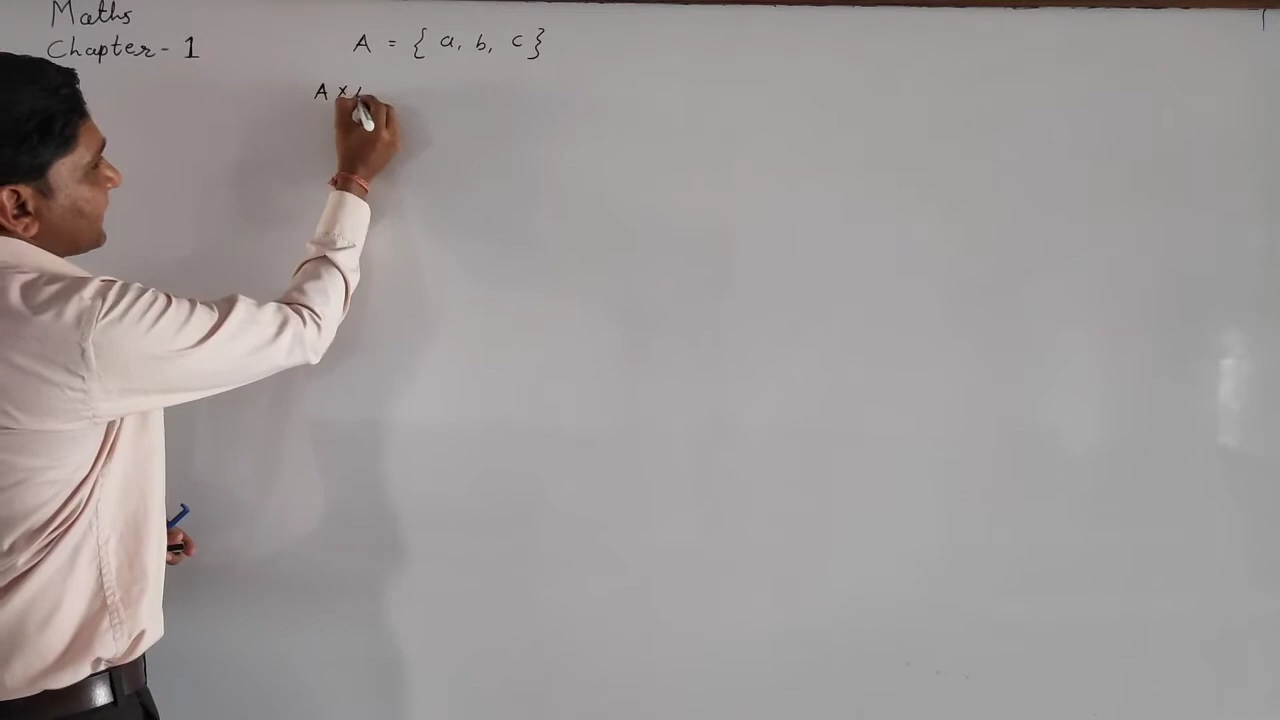 Maths
Chapter - 1
A = { a, b, c }
A ×